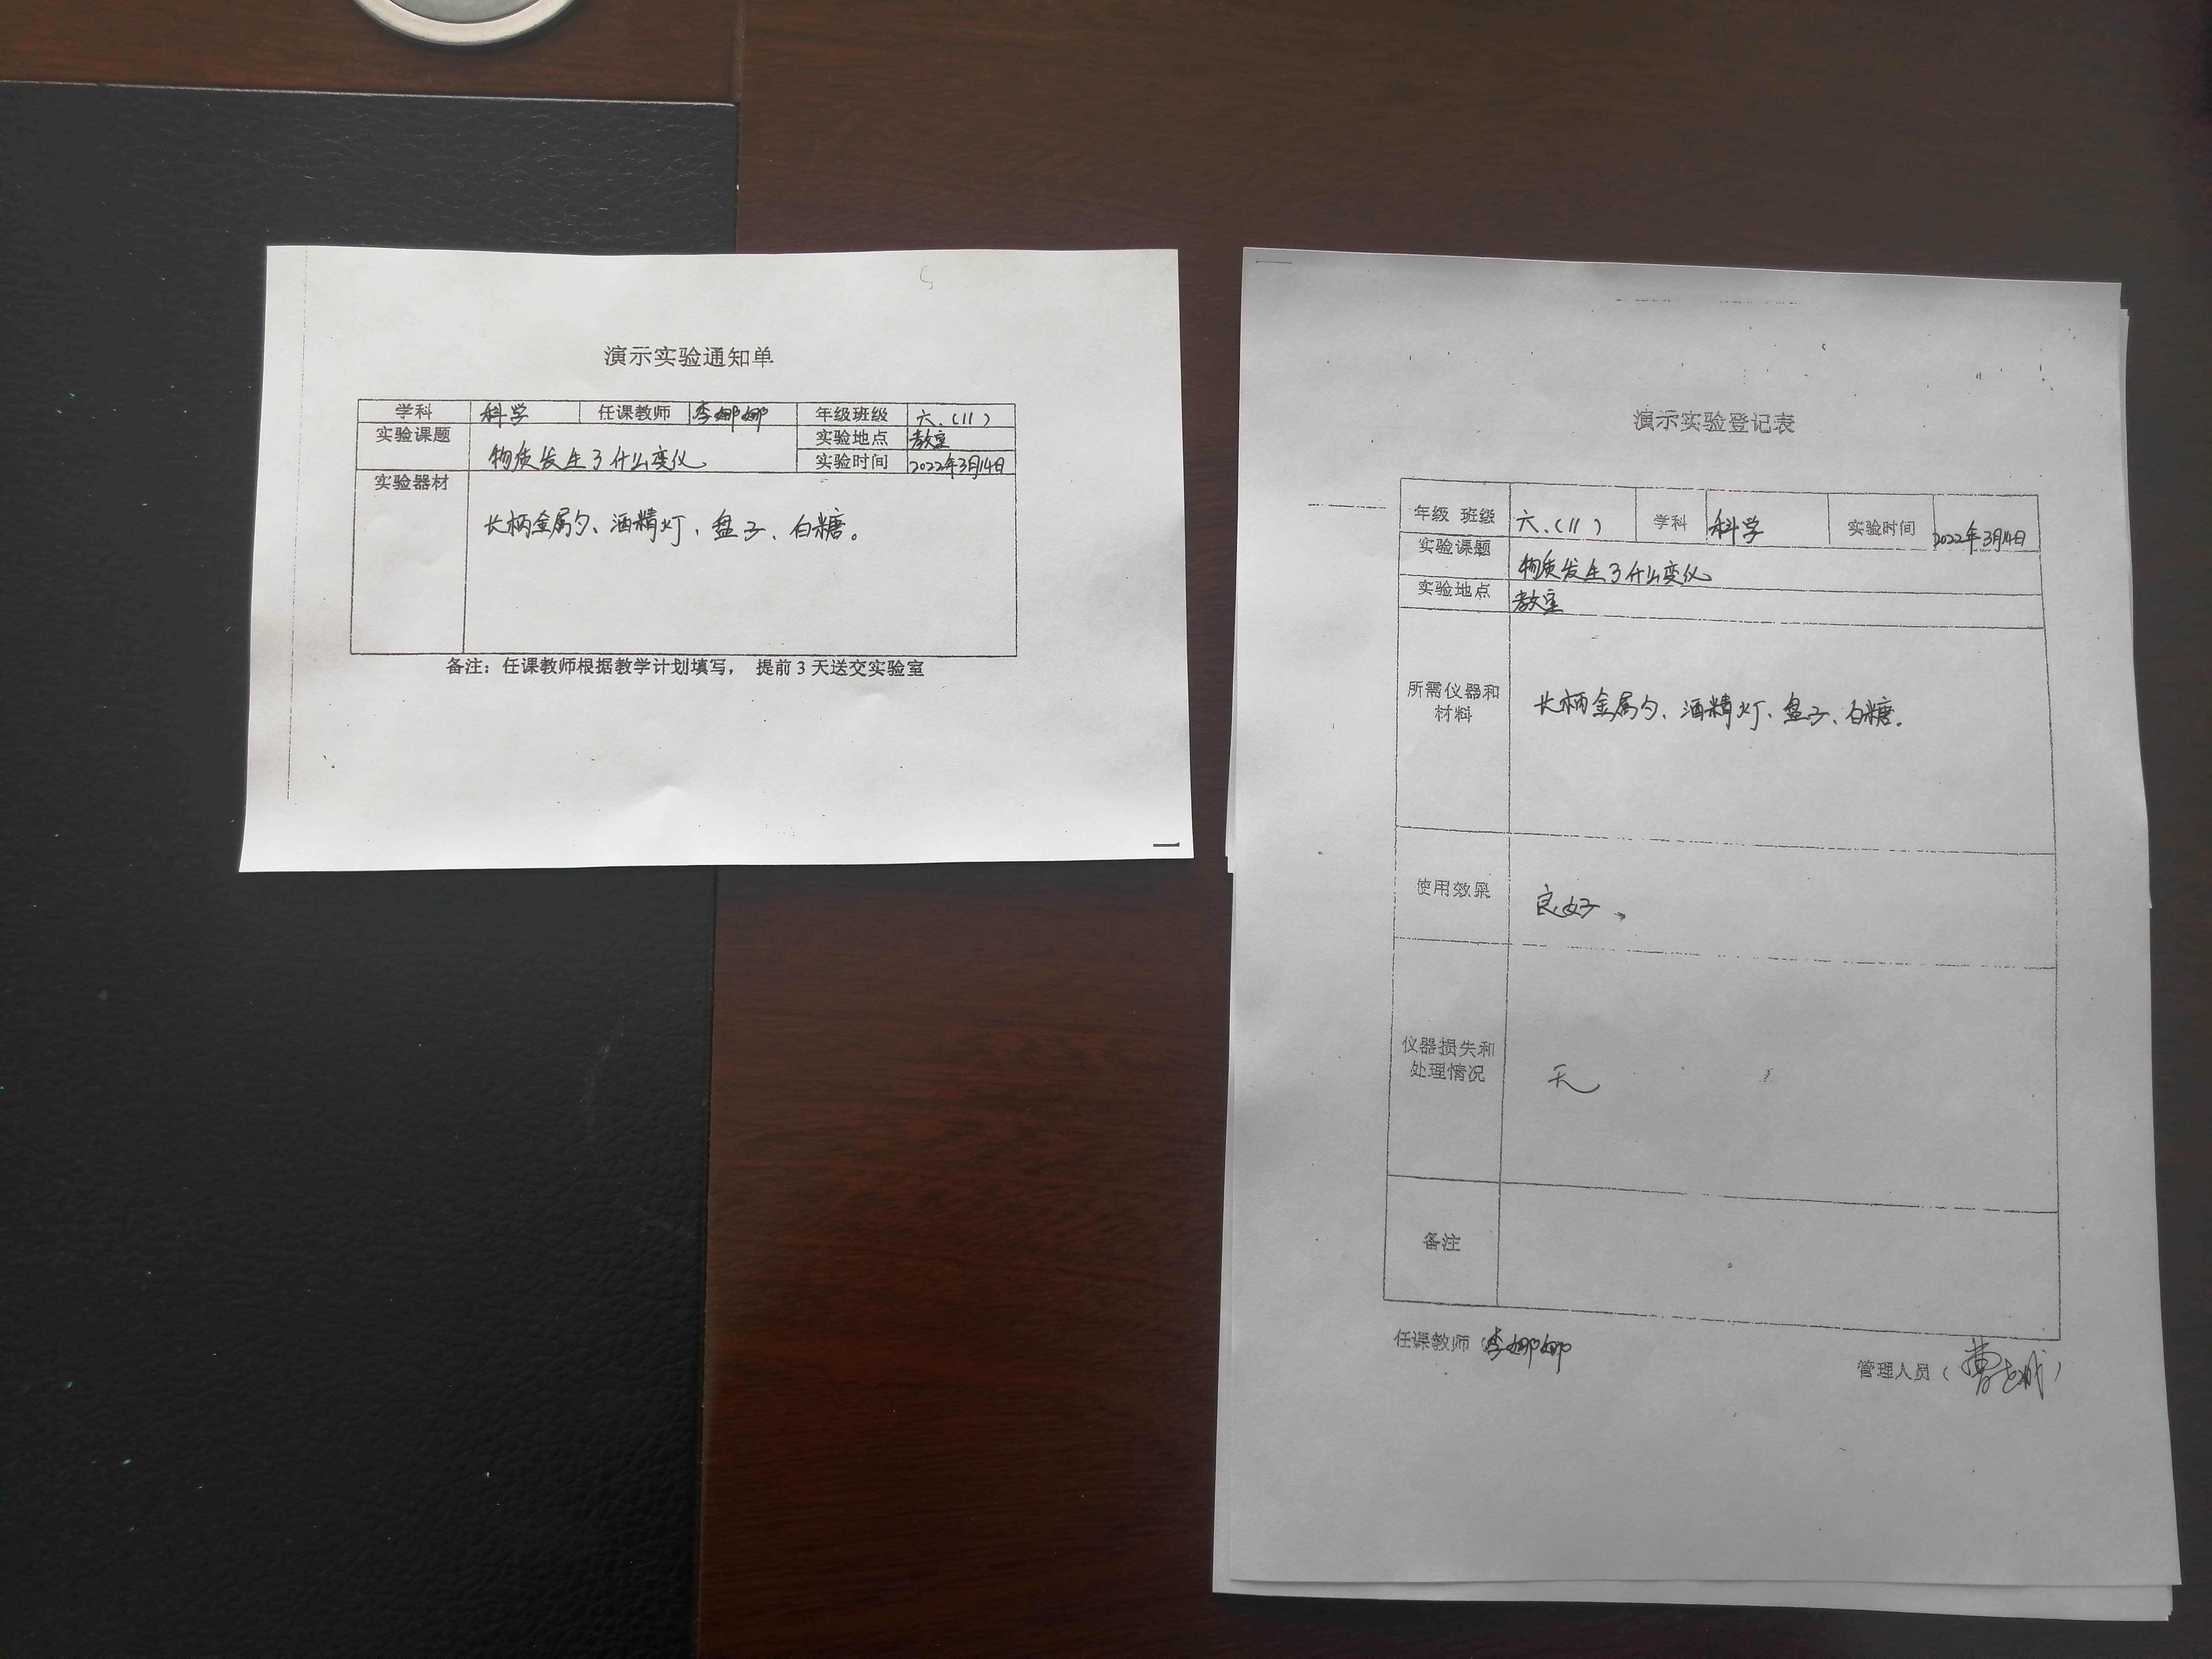 演示实验通知单
学科 科学 任课教师 李娜娜 年级班级 六.(11)
实验课题 物质发生了什么变化 实验地点 教室
实验时间 2022年3月14日
实验器材 长柄金属勺、酒精灯、盘子、白糖。
备注：任课教师根据教学计划填写， 提前3天送交实验室
演示实验登记表
年级 班级 六.(11) 学科 科学 实验时间 2022年3月14日
实验课题 物质发生了什么变化
实验地点 教室
所需仪器和
材料 长柄金属勺、酒精灯、盘子、白糖。
使用效果 良好。
仪器损失和
处理情况 无
备注
任课教师（李娜娜
管理人员（曹 ）